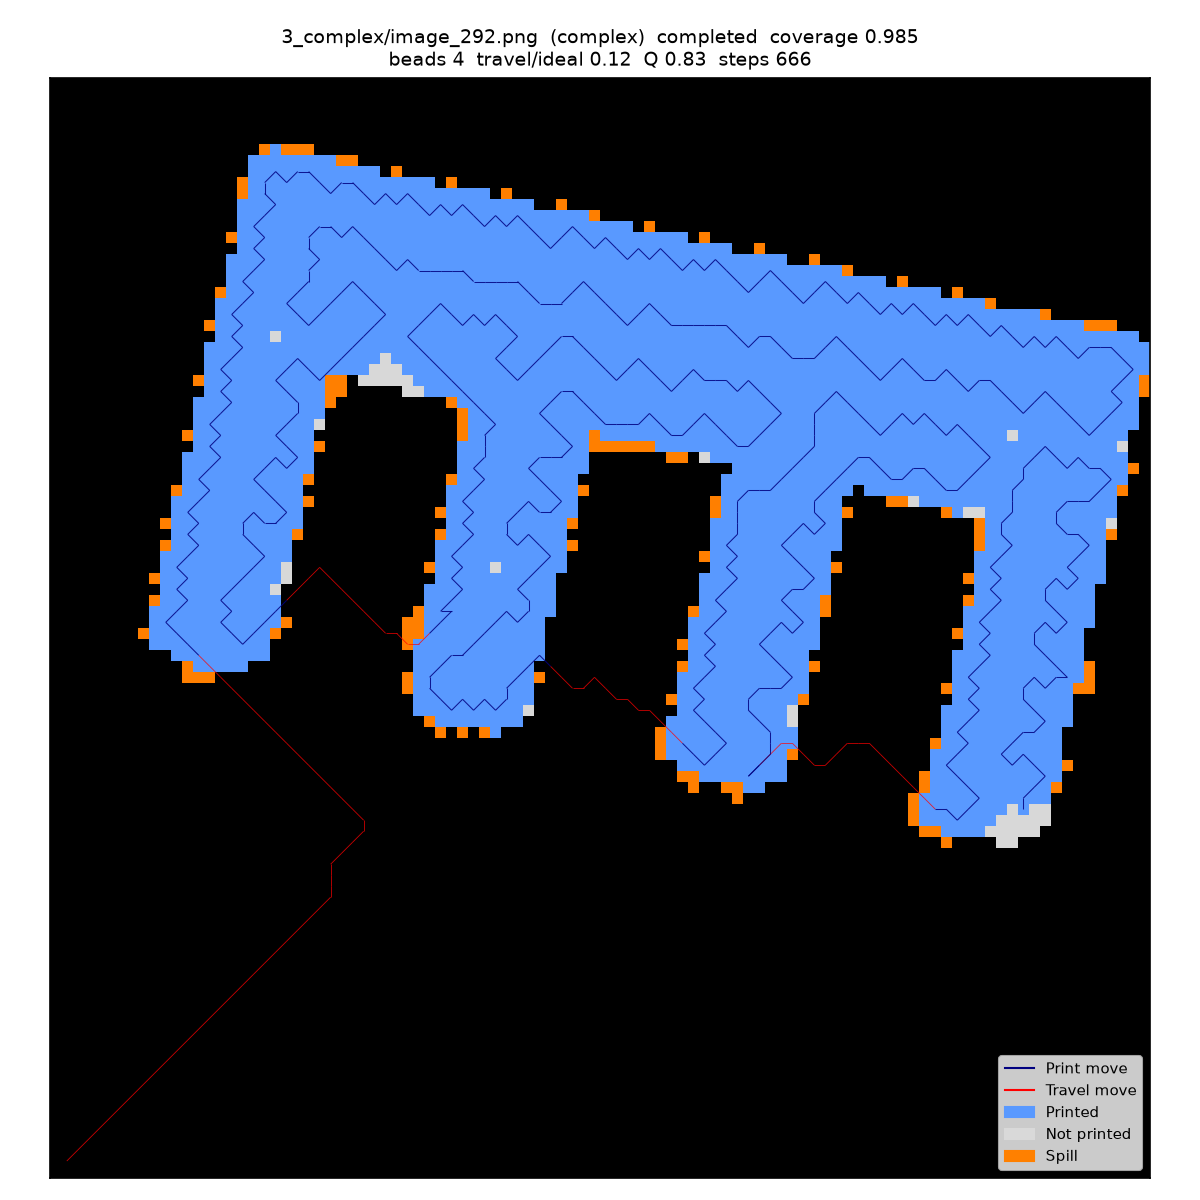 3_complex/image_292.png  (complex)  completed  coverage 0.985
beads 4  travel/ideal 0.12  Q 0.83  steps 666
Print move
Travel move
Printed
Not printed
Spill